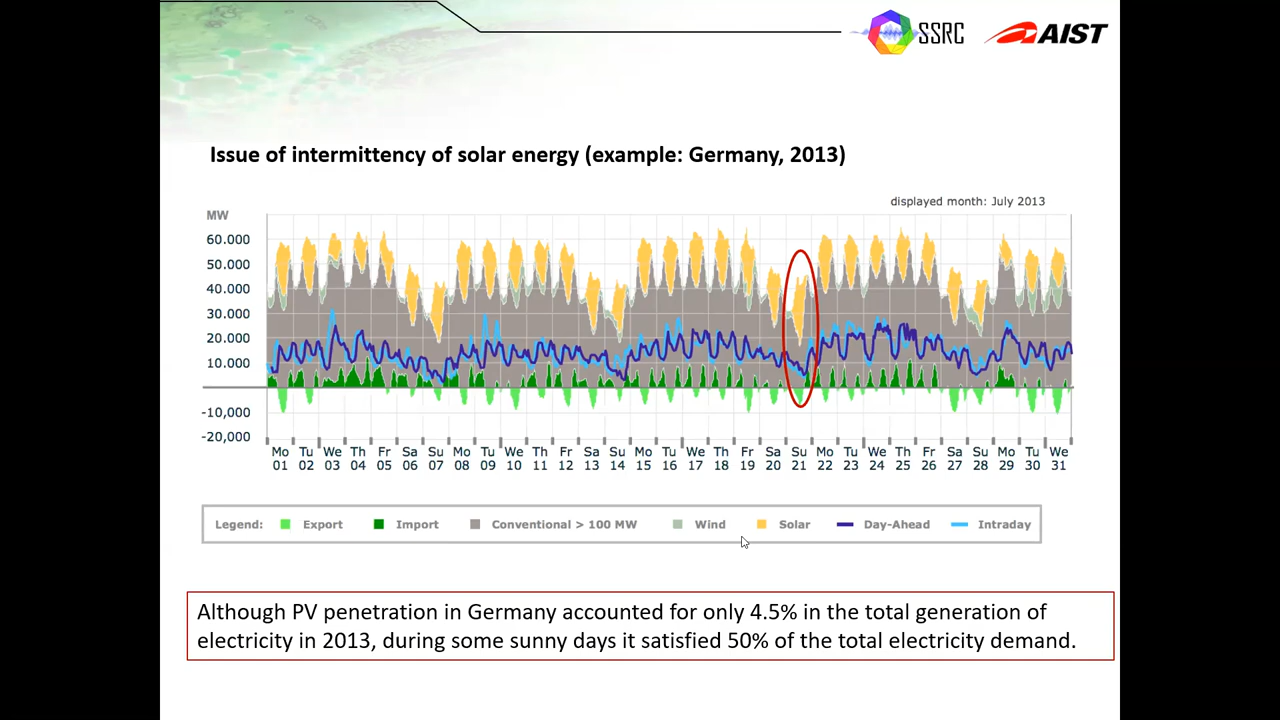 SSRC
AIST
Issue of intermittency of solar energy (example: Germany, 2013)
displayed month: July 2013
MW
60.000
50.000
40.000
30.000
20.000
10.000
-10,000
-20,000
Mo Tu We Th Fr Sa Su Mo Tu We Th Fr Sa Su Mo Tu We Th Fr Sa Su Mo Tu We Th Fr Sa Su Mo Tu We
01 02 03 04 05 06 07 08 09 10 11 12 13 14 15 16 17 18 19 20 21 22 23 24 25 26 27 28 29 30 31
Legend: Export Import Conventional > 100 MW Wind Solar Day-Ahead Intraday
Although PV penetration in Germany accounted for only 4.5% in the total generation of
electricity in 2013, during some sunny days it satisfied 50% of the total electricity demand.